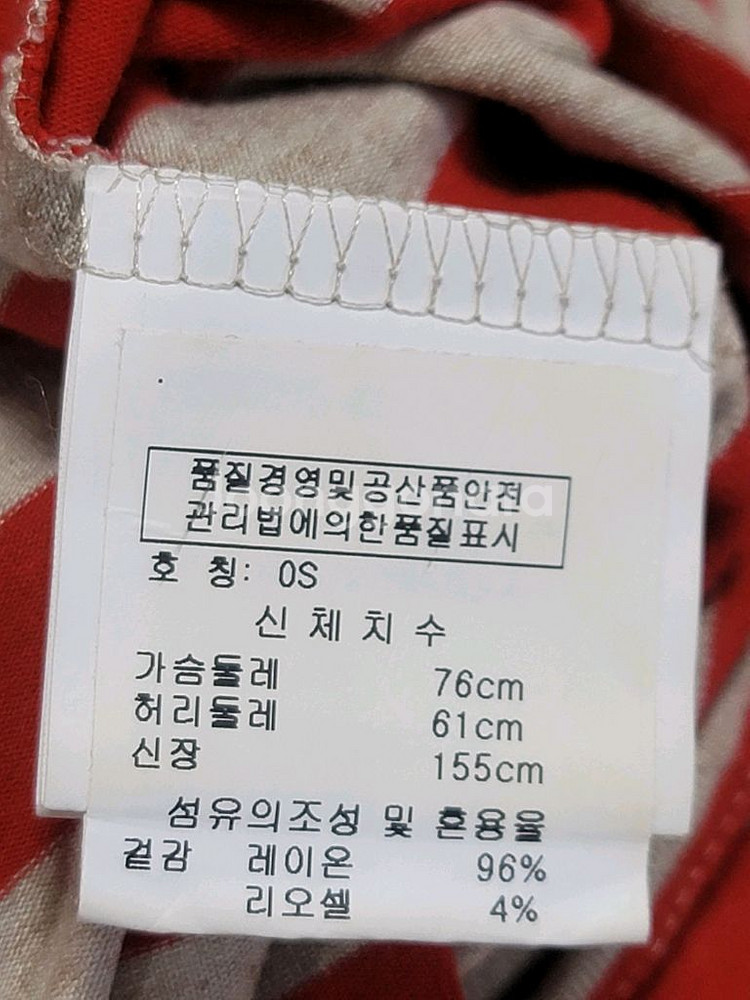 품질경영및공산품안전
관리법에의한품질표시
호 칭: 0S
신 체 치 수
가슴둘레 76cm
허리둘레 61cm
신장 155cm
섬유의조성 및 혼용율
겉감 레이온 96%
리오셀 4%